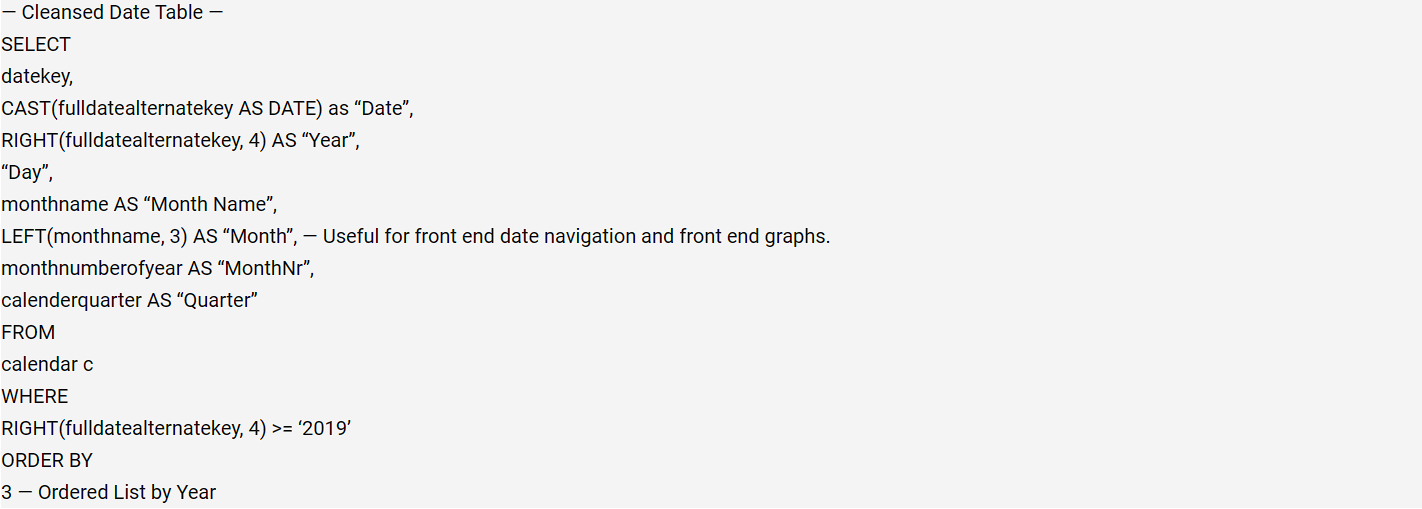 — Cleansed Date Table —
SELECT
datekey,
CAST(fulldatealternatekey AS DATE) as “Date”,
RIGHT(fulldatealternatekey, 4) AS “Year”,
“Day”,
monthname AS “Month Name”,
LEFT(monthname, 3) AS “Month”, — Useful for front end date navigation and front end graphs.
monthnumberofyear AS “MonthNr”,
calenderquarter AS “Quarter”
FROM
calendar c
WHERE
RIGHT(fulldatealternatekey, 4) >= ‘2019’
ORDER BY
3 — Ordered List by Year